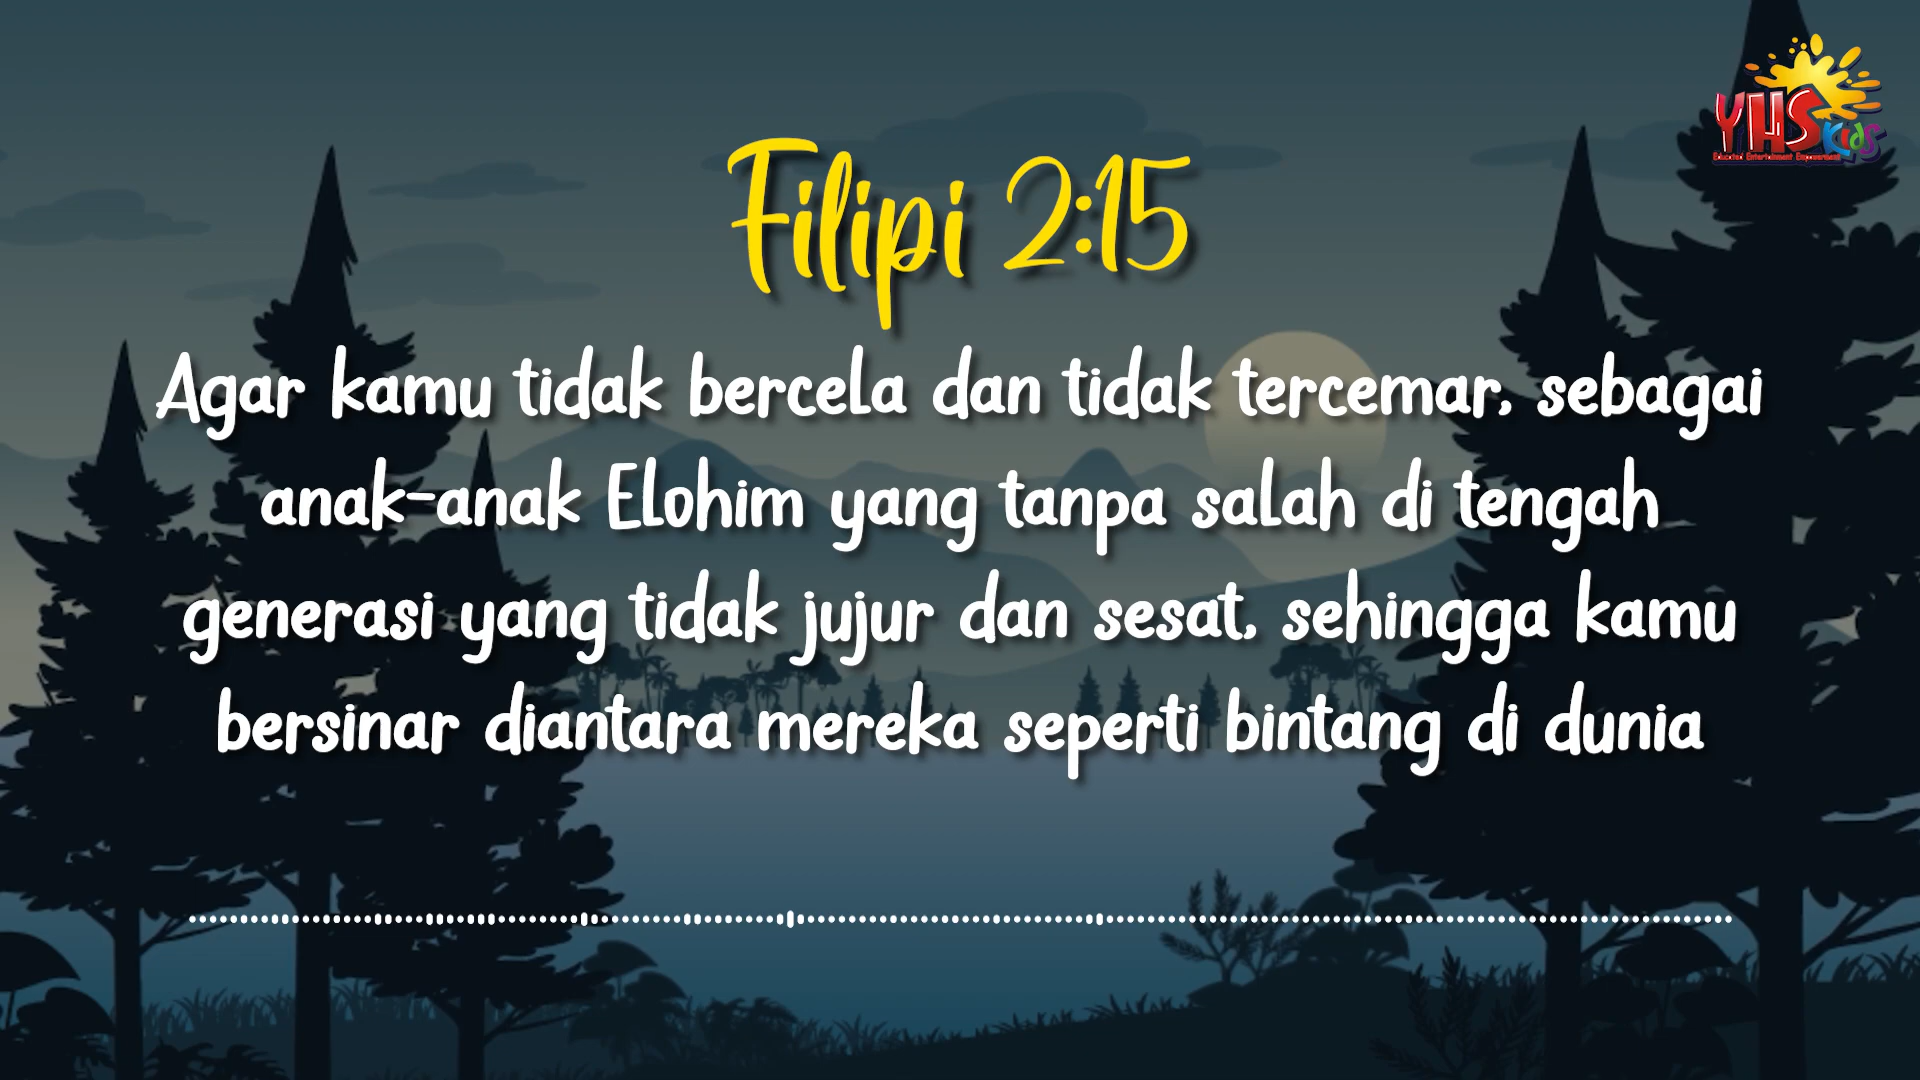 YHS Kids
Filipi 2:15
Agar kamu tidak bercela dan tidak tercemar, sebagai
anak-anak Elohim yang tanpa salah di tengah
generasi yang tidak jujur dan sesat, sehingga kamu
bersinar diantara mereka seperti bintang di dunia